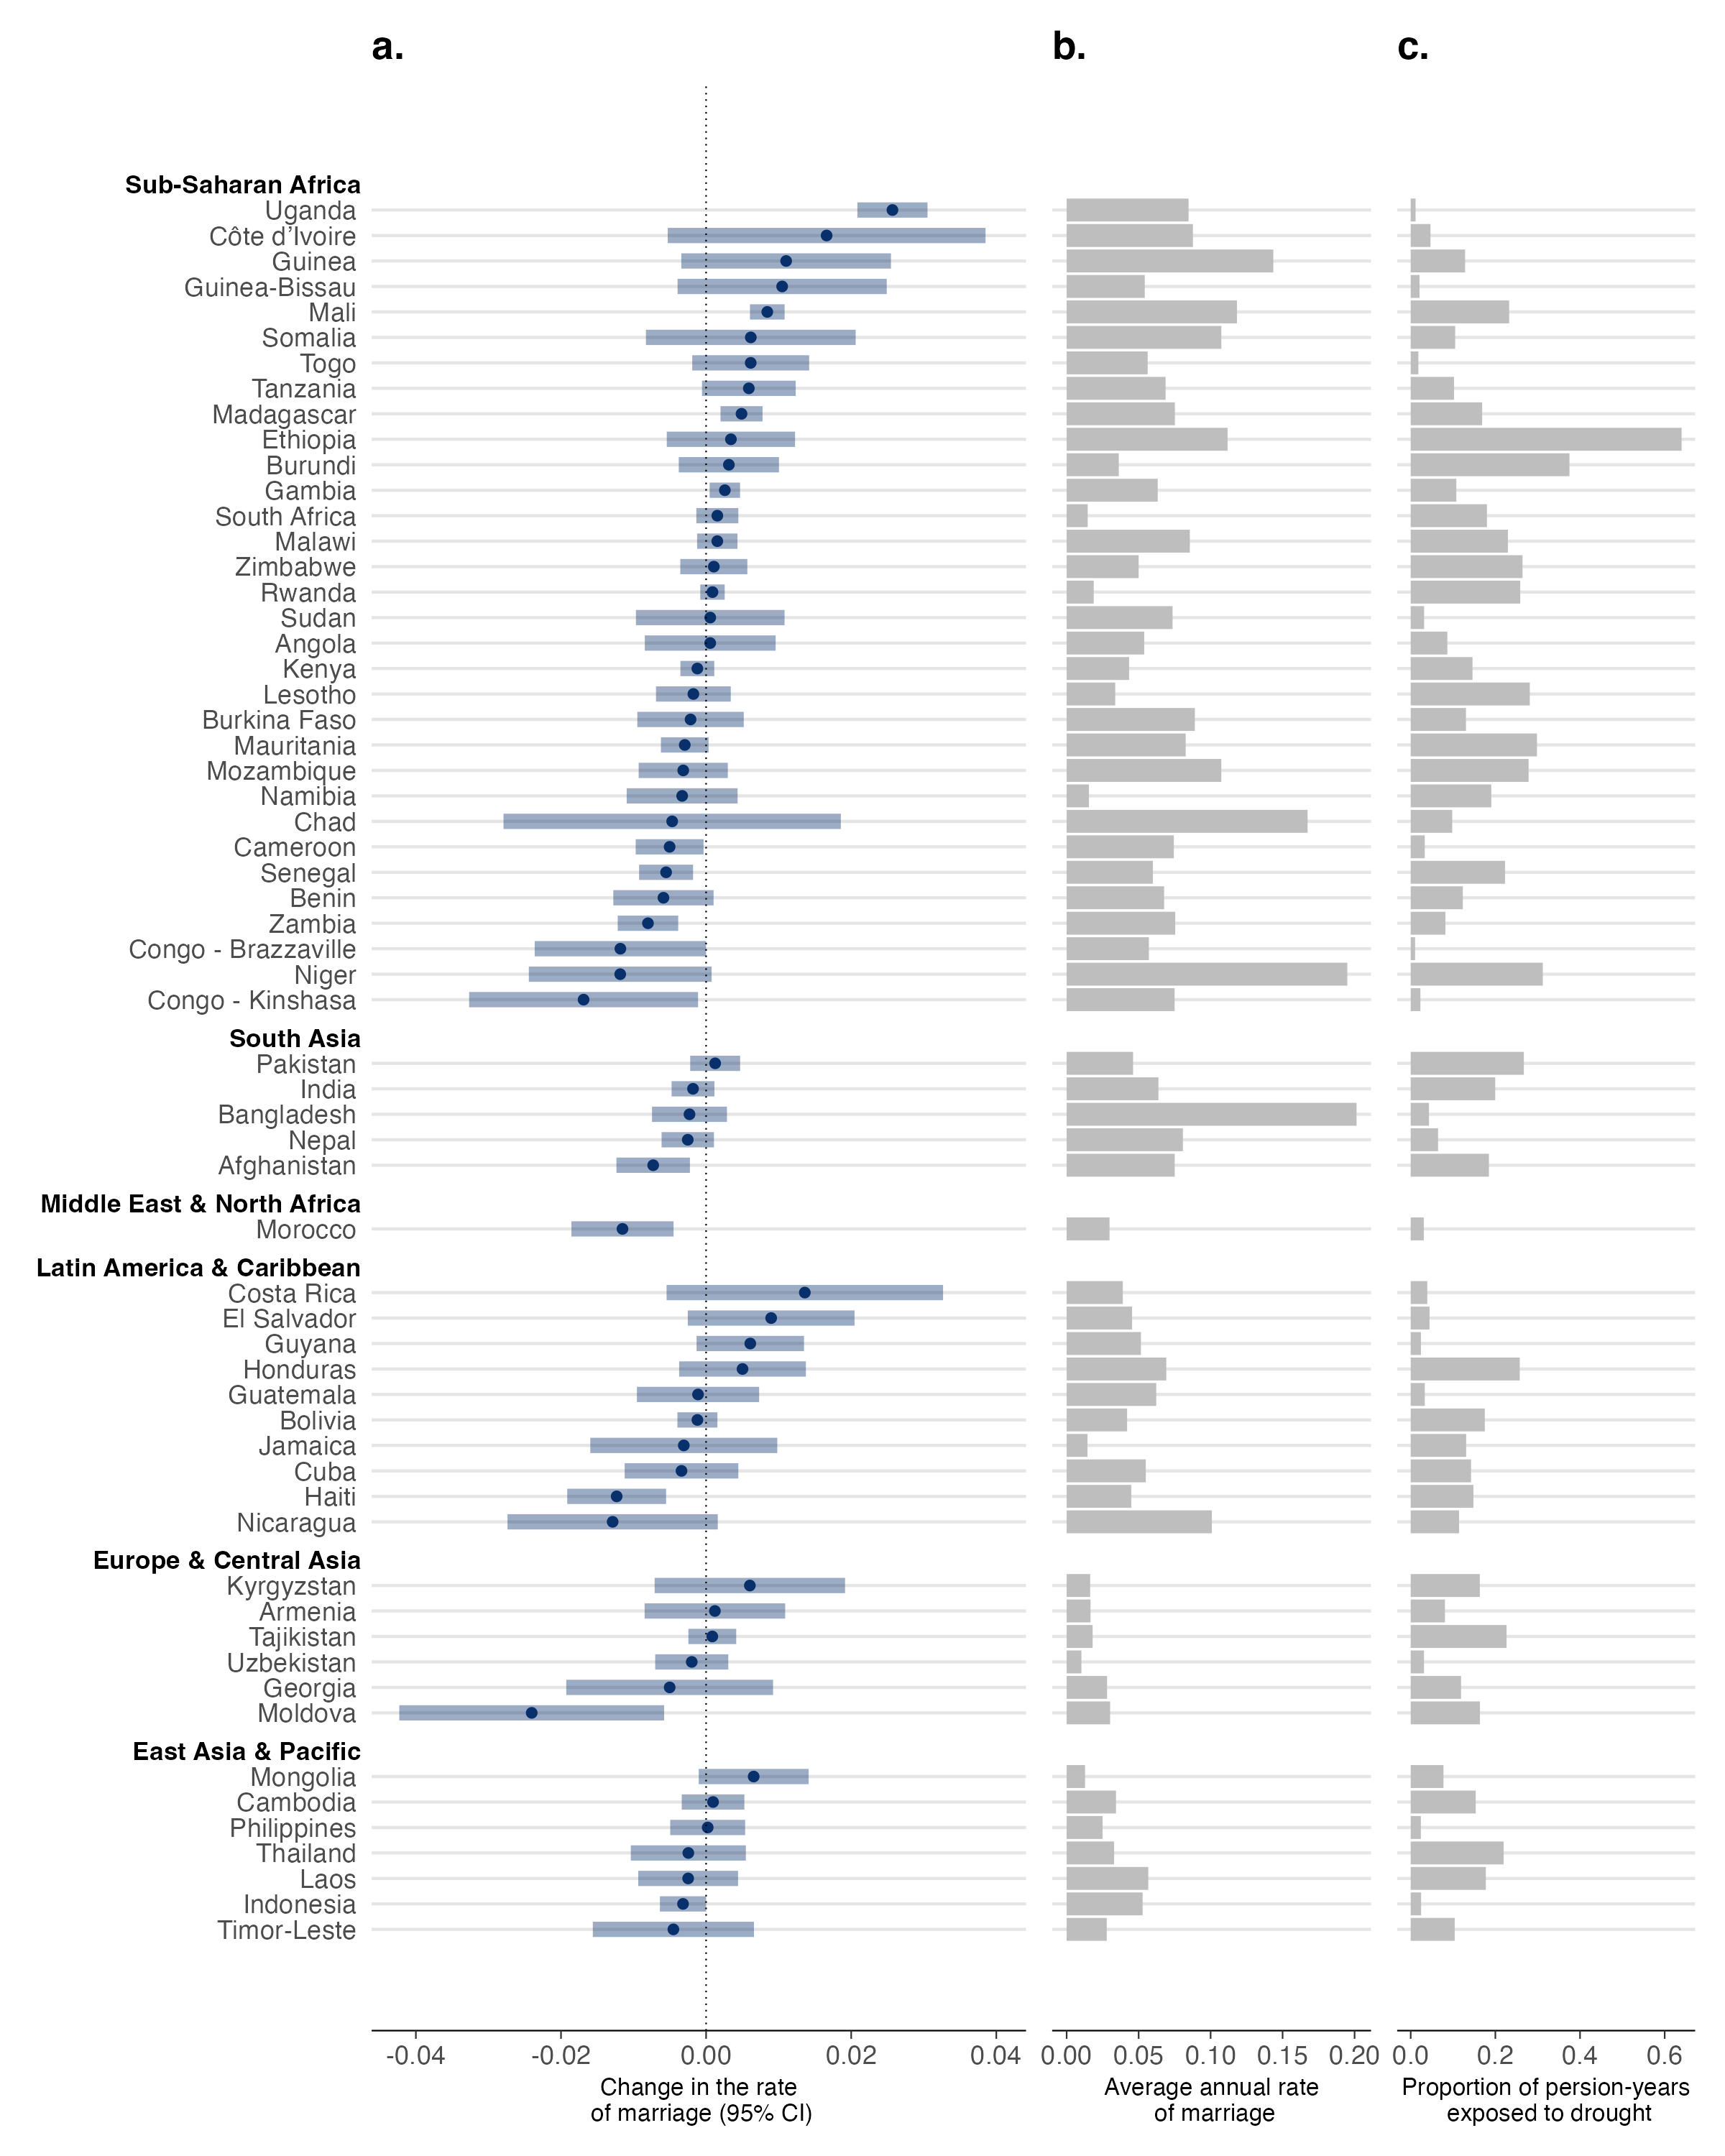 a.
b.
c.
Sub-Saharan Africa
Uganda
Côte d’Ivoire
Guinea
Guinea-Bissau
Mali
Somalia
Togo
Tanzania
Madagascar
Ethiopia
Burundi
Gambia
South Africa
Malawi
Zimbabwe
Rwanda
Sudan
Angola
Kenya
Lesotho
Burkina Faso
Mauritania
Mozambique
Namibia
Chad
Cameroon
Senegal
Benin
Zambia
Congo - Brazzaville
Niger
Congo - Kinshasa
South Asia
Pakistan
India
Bangladesh
Nepal
Afghanistan
Middle East & North Africa
Morocco
Latin America & Caribbean
Costa Rica
El Salvador
Guyana
Honduras
Guatemala
Bolivia
Jamaica
Cuba
Haiti
Nicaragua
Europe & Central Asia
Kyrgyzstan
Armenia
Tajikistan
Uzbekistan
Georgia
Moldova
East Asia & Pacific
Mongolia
Cambodia
Philippines
Thailand
Laos
Indonesia
Timor-Leste
-0.04 -0.02 0.00 0.02 0.04
Change in the rate
of marriage (95% CI)
0.00 0.05 0.10 0.15 0.20
Average annual rate
of marriage
0.0 0.2 0.4 0.6
Proportion of persion-years
exposed to drought